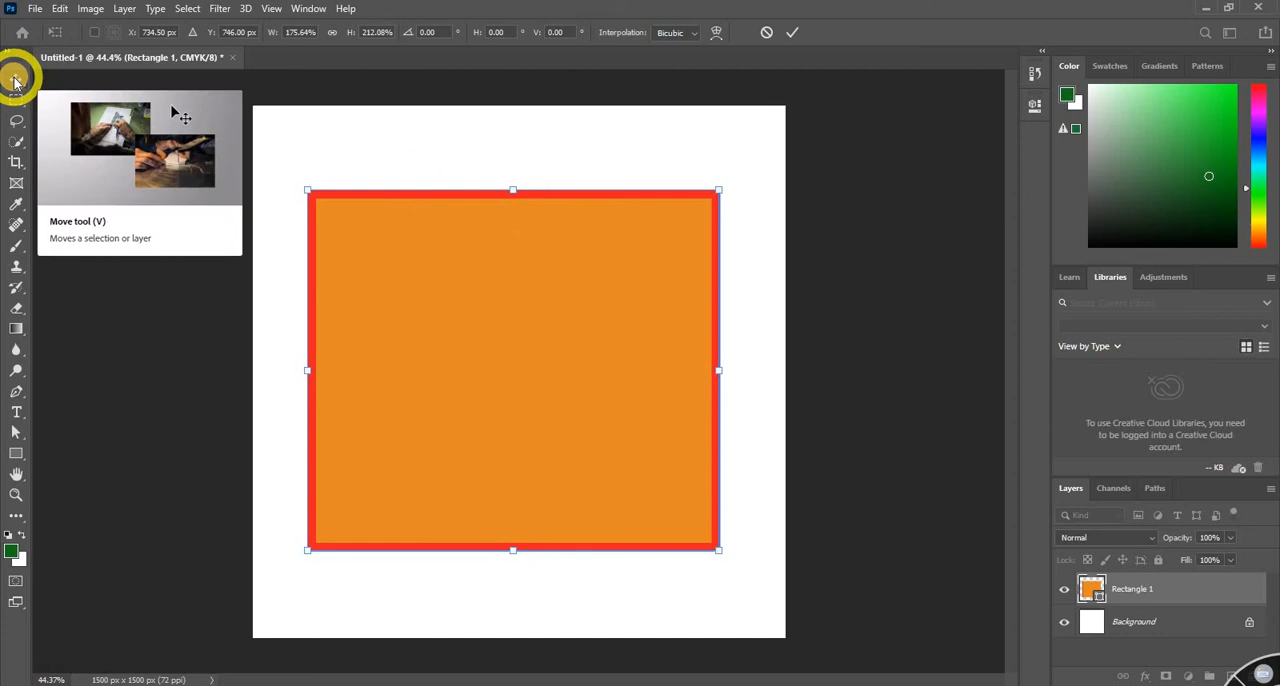 Ps File Edit Image Layer Type Select Filter 3D View Window Help
X: 734.50 px Y: 746.00 px W: 175.64% H: 212.08% 0.00 ° H: 0.00 ° V: 0.00 ° Interpolation: Bicubic
Untitled-1 @ 44.4% (Rectangle 1, CMYK/8) * ×
Color Swatches Gradients Patterns
Move tool (V)
Moves a selection or layer
Learn Libraries Adjustments
Search Current Library
View by Type
To use Creative Cloud Libraries, you need
to be logged into a Creative Cloud
account.
-- KB
Layers Channels Paths
Kind
Normal Opacity: 100%
Lock: Fill: 100%
Rectangle 1
Background
44.37% 1500 px x 1500 px (72 ppi)